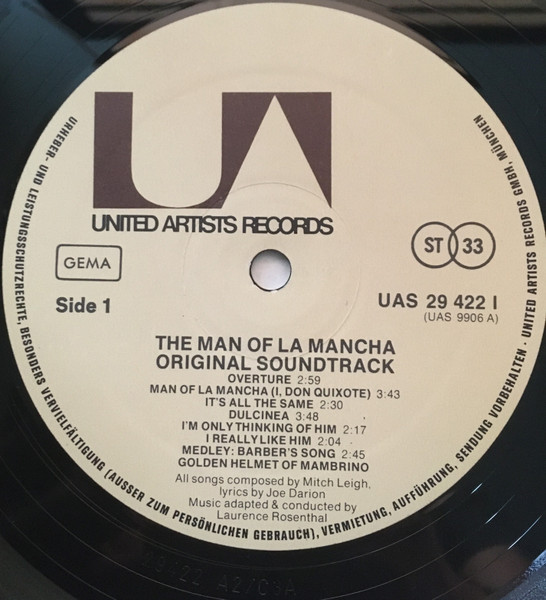 UA
UNITED ARTISTS RECORDS
GEMA
ST 33
Side 1
UAS 29 422 I
(UAS 9906 A)
THE MAN OF LA MANCHA
ORIGINAL SOUNDTRACK
OVERTURE 2:59
MAN OF LA MANCHA (I, DON QUIXOTE) 3:43
IT'S ALL THE SAME 2:30
DULCINEA 3:48
I'M ONLY THINKING OF HIM 2:17
I REALLY LIKE HIM 2:04
MEDLEY: BARBER'S SONG 2:45
GOLDEN HELMET OF MAMBRINO
All songs composed by Mitch Leigh,
lyrics by Joe Darion
Music adapted & conducted by
Laurence Rosenthal
URHEBER- UND LEISTUNGSSCHUTZRECHTE, BESONDERS VERVIELFÄLTIGUNG (AUSSER ZUM PERSÖNLICHEN GEBRAUCH), VERMIETUNG, AUFFÜHRUNG, SENDUNG VORBEHALTEN · UNITED ARTISTS RECORDS GMBH, MÜNCHEN